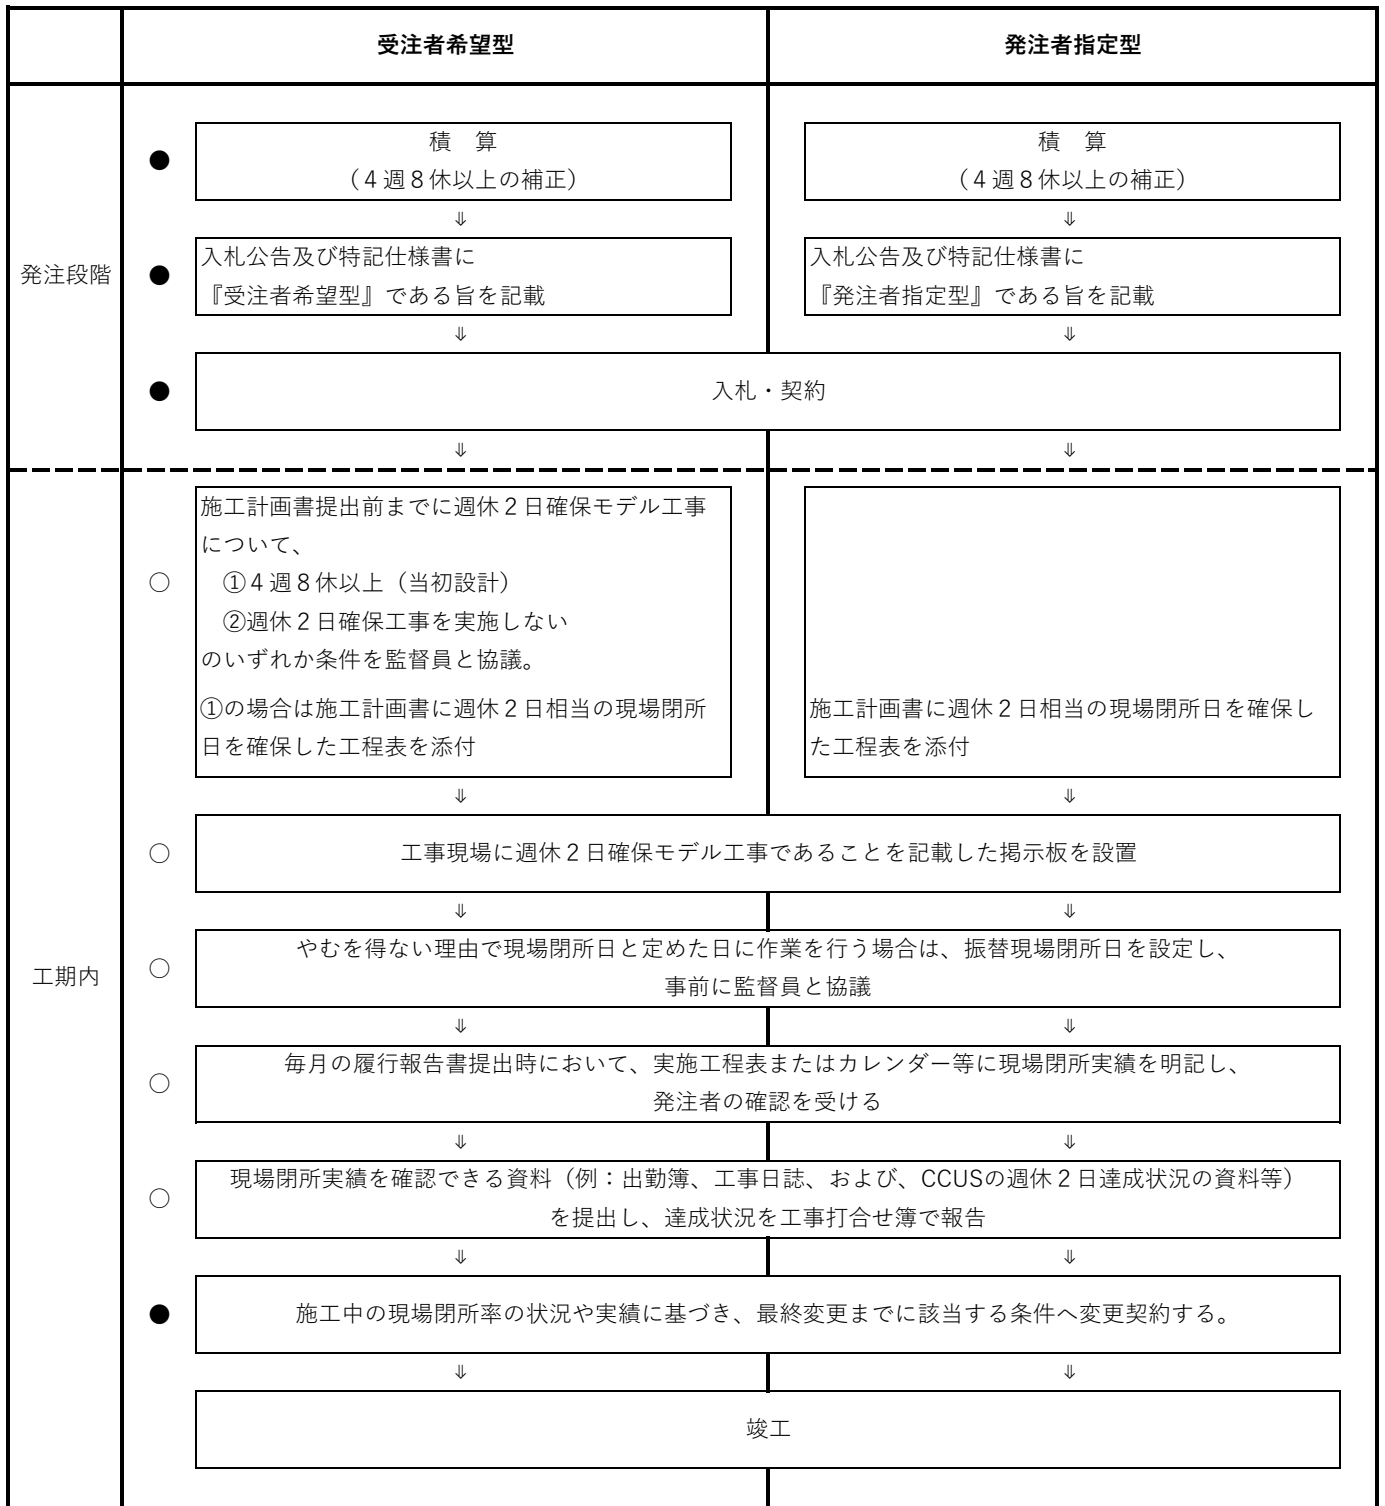 受注者希望型
発注者指定型
発注段階
●
積　算
（４週８休以上の補正）
積　算
（４週８休以上の補正）
⇓
⇓
●
入札公告及び特記仕様書に
『受注者希望型』である旨を記載
入札公告及び特記仕様書に
『発注者指定型』である旨を記載
⇓
⇓
●
入札・契約
⇓
⇓
工期内
○
施工計画書提出前までに週休２日確保モデル工事
について、
①４週８休以上（当初設計）
②週休２日確保工事を実施しない
のいずれか条件を監督員と協議。
①の場合は施工計画書に週休２日相当の現場閉所
日を確保した工程表を添付
施工計画書に週休２日相当の現場閉所日を確保し
た工程表を添付
⇓
⇓
○
工事現場に週休２日確保モデル工事であることを記載した掲示板を設置
⇓
⇓
○
やむを得ない理由で現場閉所日と定めた日に作業を行う場合は、振替現場閉所日を設定し、
事前に監督員と協議
⇓
⇓
○
毎月の履行報告書提出時において、実施工程表またはカレンダー等に現場閉所実績を明記し、
発注者の確認を受ける
⇓
⇓
○
現場閉所実績を確認できる資料（例：出勤簿、工事日誌、および、CCUSの週休２日達成状況の資料等）
を提出し、達成状況を工事打合せ簿で報告
⇓
⇓
●
施工中の現場閉所率の状況や実績に基づき、最終変更までに該当する条件へ変更契約する。
⇓
⇓
竣工